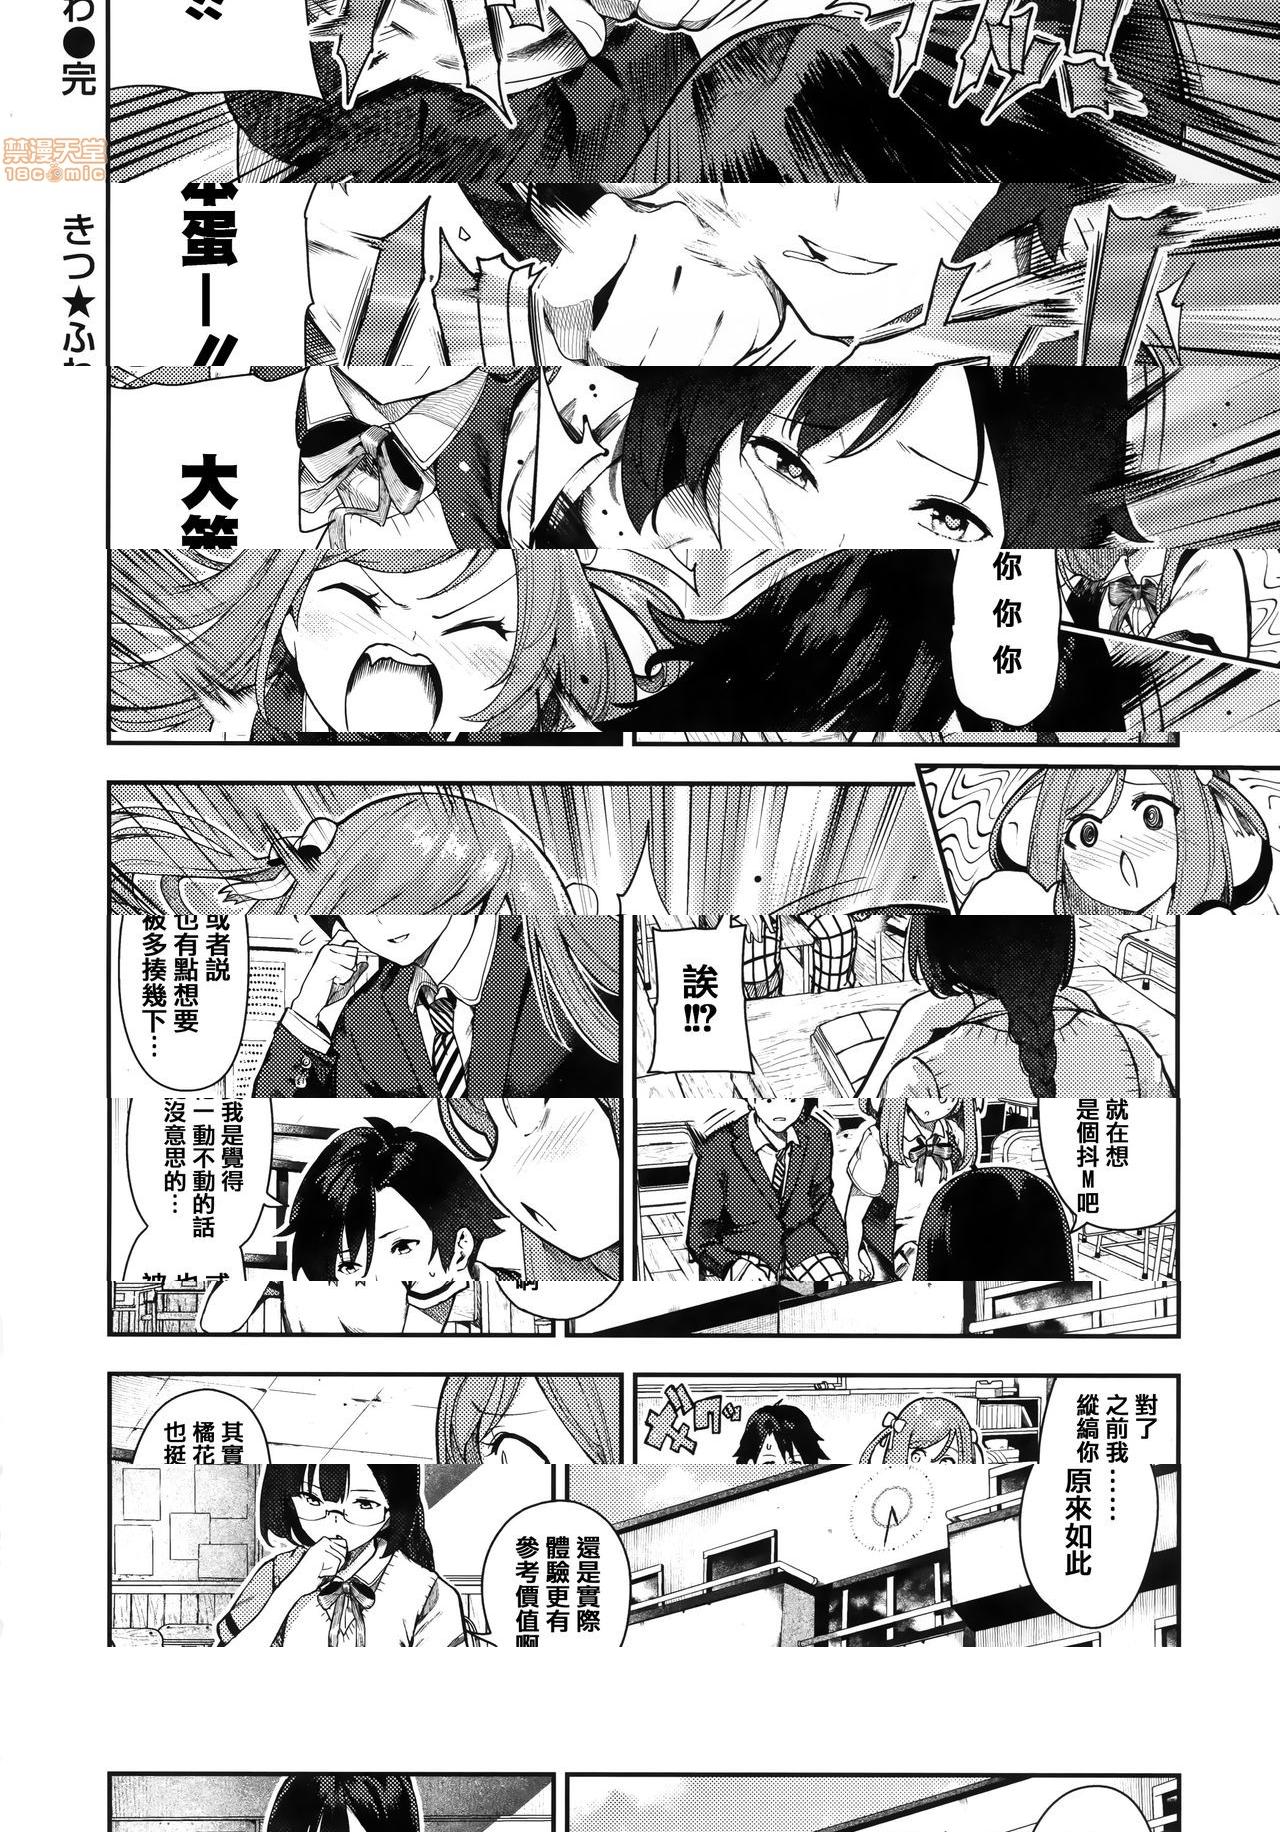 わ●完
禁漫天堂
18comic
きつ★ふ
蛋ー!!
大笨
你
你
你
誒!!?
或者說
也有點想要
被多揍幾下…
就在想
是個抖M吧
我是覺得
一動不動的話
沒意思的…
對了
之前我……
縱縞你
原來如此
其實
橘花
也挺
還是實際
體驗更有
參考價值啊